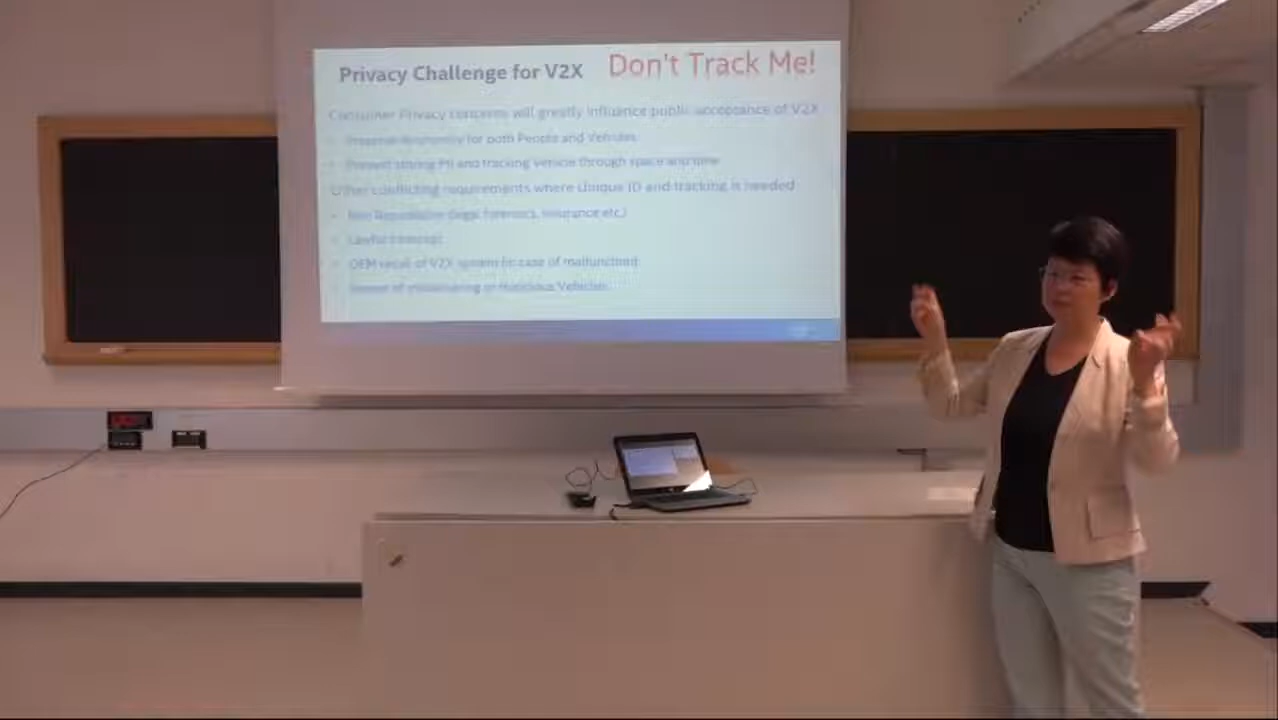 Privacy Challenge for V2X Don't Track Me!
Consumer Privacy concerns will greatly influence public acceptance of V2X
Preserve Anonymity for both People and Vehicles
Prevent storing PII and tracking vehicle through space and time
Other conflicting requirements where Unique ID and tracking is needed
Non Repudiation (legal forensics, insurance etc.)
Lawful Intercept
OEM recall of V2X system (in case of malfunction)
of misbehaving or malicious Vehicles